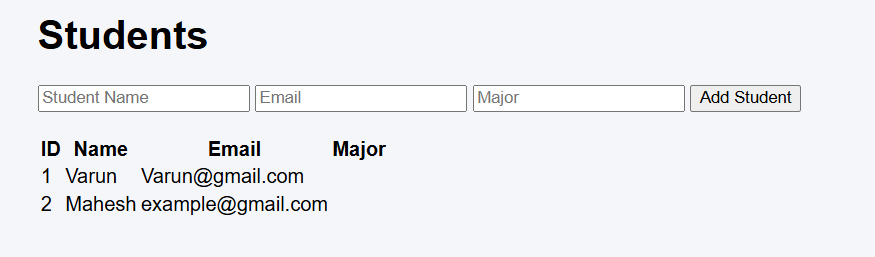 Students
Student Name Email Major Add Student
ID Name Email Major
1 Varun Varun@gmail.com
2 Mahesh example@gmail.com